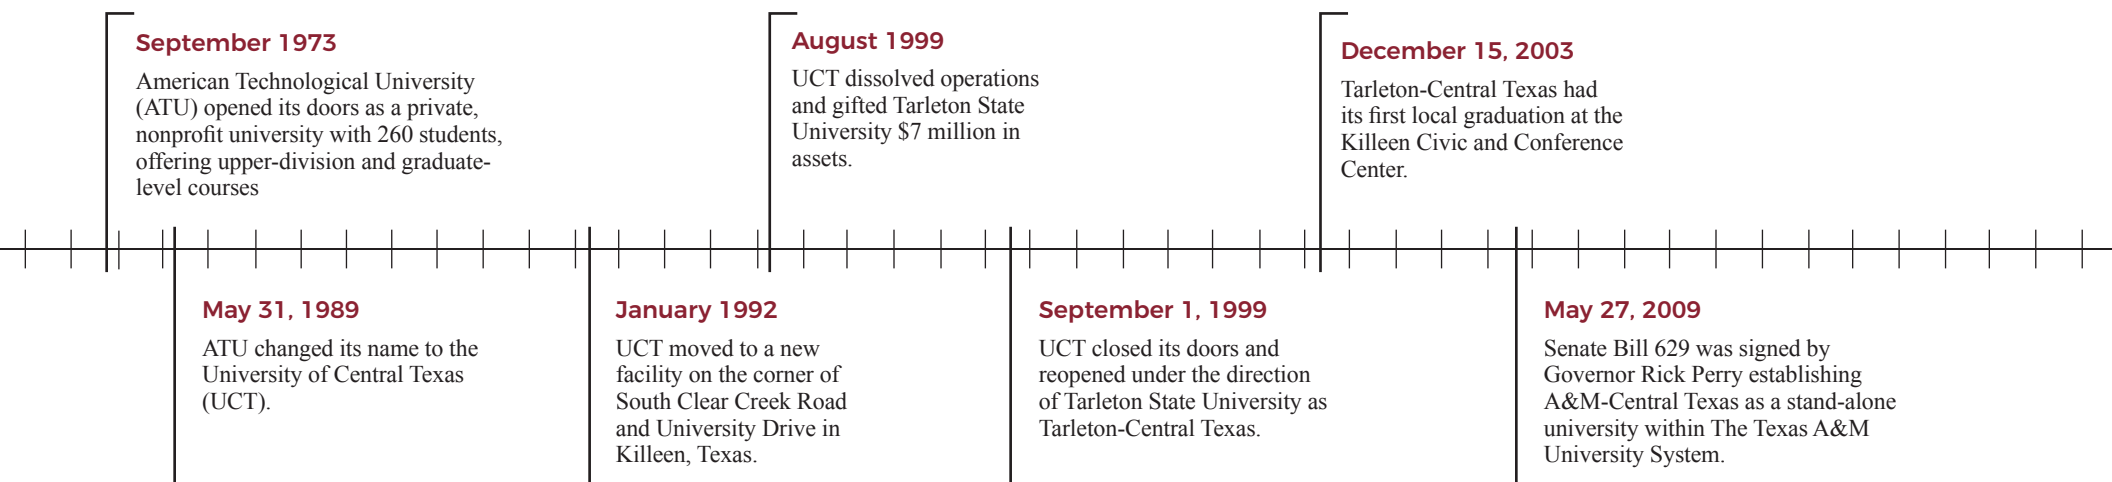 September 1973
American Technological University
(ATU) opened its doors as a private,
nonprofit university with 260 students,
offering upper-division and graduate-
level courses
May 31, 1989
ATU changed its name to the
University of Central Texas
(UCT).
January 1992
UCT moved to a new
facility on the corner of
South Clear Creek Road
and University Drive in
Killeen, Texas.
August 1999
UCT dissolved operations
and gifted Tarleton State
University $7 million in
assets.
September 1, 1999
UCT closed its doors and
reopened under the direction
of Tarleton State University as
Tarleton-Central Texas.
December 15, 2003
Tarleton-Central Texas had
its first local graduation at the
Killeen Civic and Conference
Center.
May 27, 2009
Senate Bill 629 was signed by
Governor Rick Perry establishing
A&M-Central Texas as a stand-alone
university within The Texas A&M
University System.